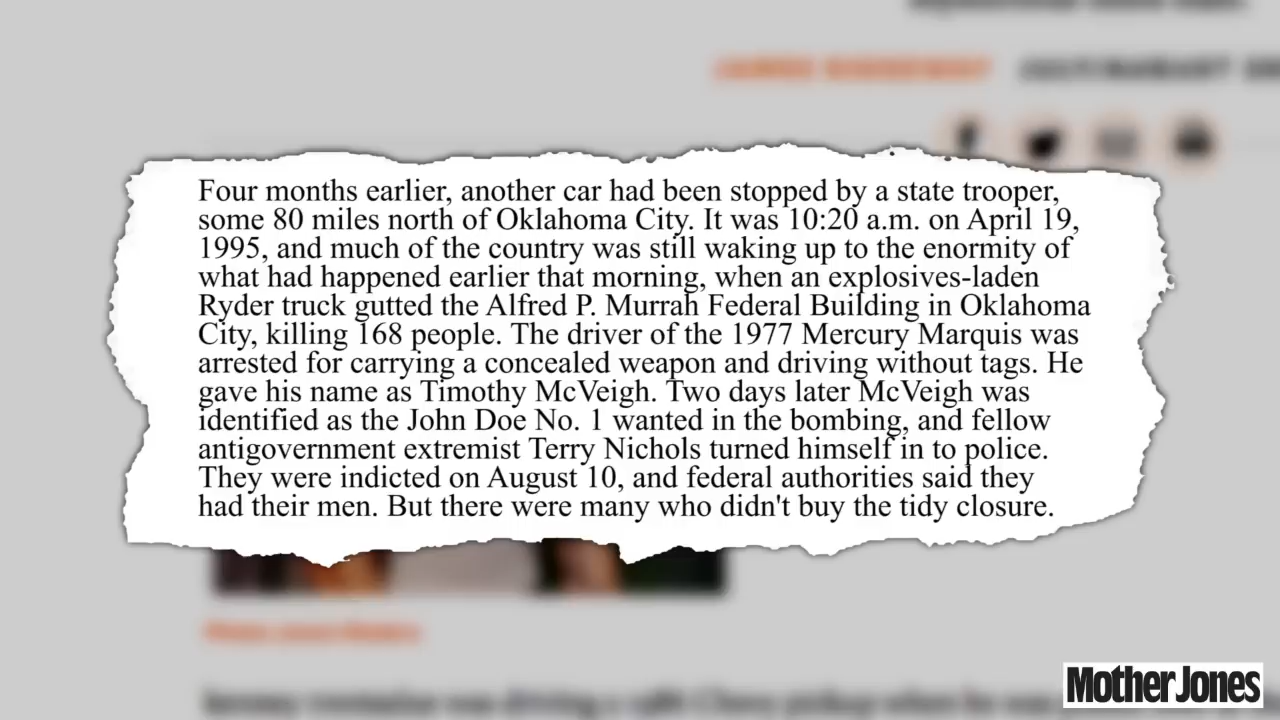 Four months earlier, another car had been stopped by a state trooper,
some 80 miles north of Oklahoma City. It was 10:20 a.m. on April 19,
1995, and much of the country was still waking up to the enormity of
what had happened earlier that morning, when an explosives-laden
Ryder truck gutted the Alfred P. Murrah Federal Building in Oklahoma
City, killing 168 people. The driver of the 1977 Mercury Marquis was
arrested for carrying a concealed weapon and driving without tags. He
gave his name as Timothy McVeigh. Two days later McVeigh was
identified as the John Doe No. 1 wanted in the bombing, and fellow
antigovernment extremist Terry Nichols turned himself in to police.
They were indicted on August 10, and federal authorities said they
had their men. But there were many who didn't buy the tidy closure.
Mother Jones